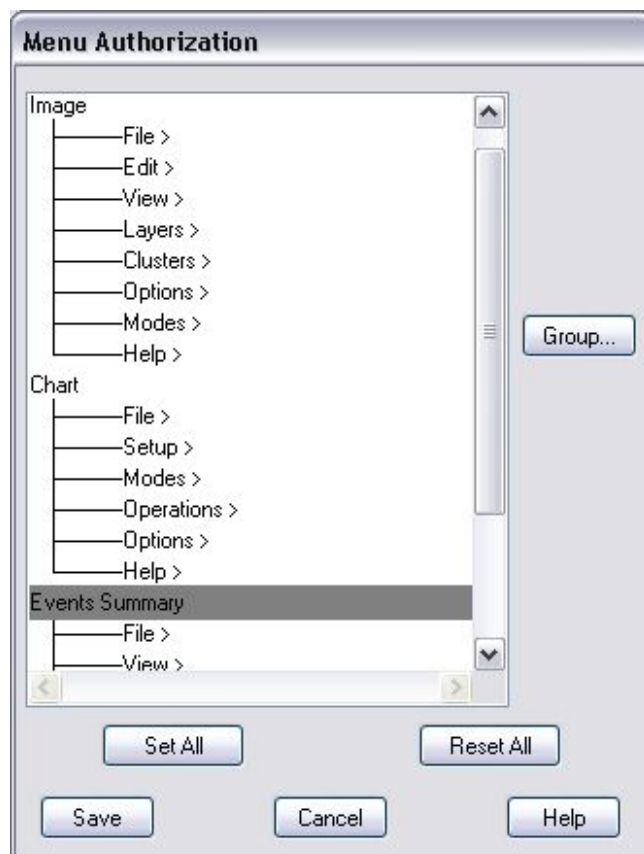 Menu Authorization
Image
File >
Edit >
View >
Layers >
Clusters >
Options >
Modes >
Help >
Group...
Chart
File >
Setup >
Modes >
Operations >
Options >
Help >
Events Summary
File >
View >
Set All
Reset All
Save
Cancel
Help